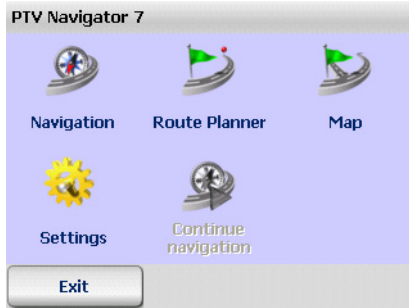 PTV Navigator 7
Navigation Route Planner Map
Settings Continue navigation
Exit